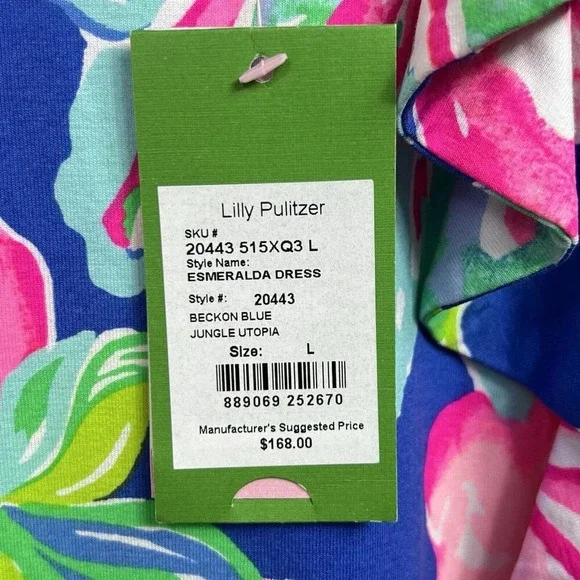 Lilly Pulitzer
SKU #
20443 515XQ3 L
Style Name:
ESMERALDA DRESS
Style #: 20443
BECKON BLUE
JUNGLE UTOPIA
Size: L
889069 252670
Manufacturer's Suggested Price
$168.00